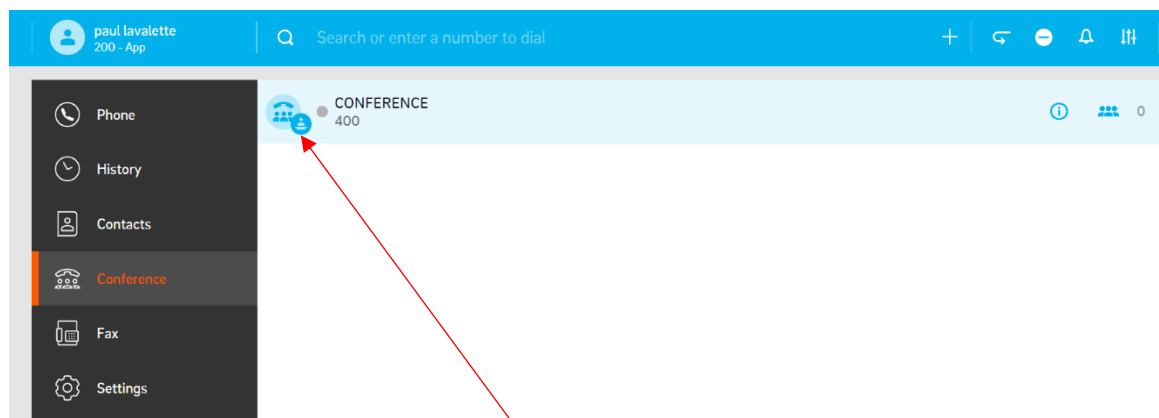 paul lavalette
200 - App
Search or enter a number to dial
Phone
History
Contacts
Conference
Fax
Settings
CONFERENCE
400
0